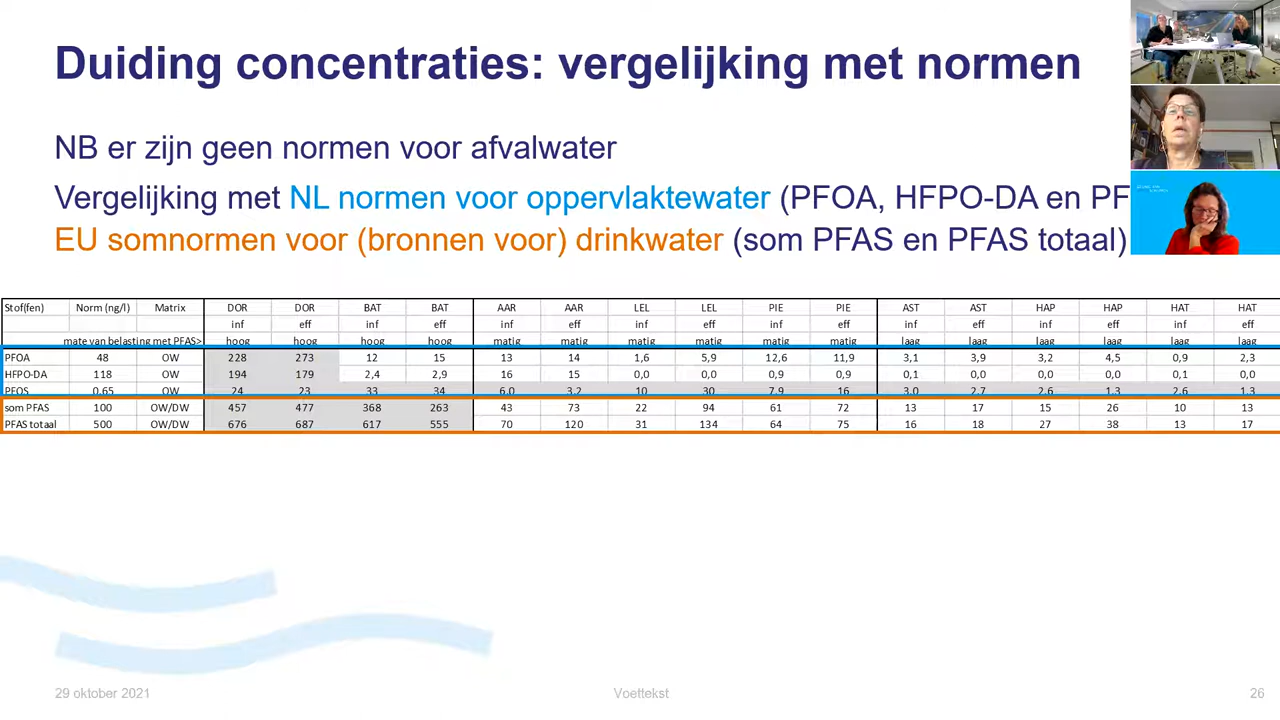 Duiding concentraties: vergelijking met normen
NB er zijn geen normen voor afvalwater
Vergelijking met NL normen voor oppervlaktewater (PFOA, HFPO-DA en PF
EU somnormen voor (bronnen voor) drinkwater (som PFAS en PFAS totaal)
Stof(fen) Norm (ng/l) Matrix DOR DOR BAT BAT AAR AAR LEL LEL PIE PIE AST AST HAP HAP HAT HAT
inf eff inf eff inf eff inf eff inf eff inf eff inf eff inf eff
mate van belasting met PFAS> hoog hoog hoog hoog matig matig matig matig matig matig laag laag laag laag laag laag
PFOA 48 OW 228 273 12 15 13 14 1,6 5,9 12,6 11,9 3,1 3,9 3,2 4,5 0,9 2,3
HFPO-DA 118 OW 194 179 2,4 2,9 16 15 0,0 0,0 0,9 0,9 0,1 0,0 0,0 0,0 0,1 0,0
PFOS 0,65 OW 24 23 33 34 6,0 3,2 10 30 7,9 16 3,0 2,7 2,6 1,3 2,6 1,3
som PFAS 100 OW/DW 457 477 368 263 43 73 22 94 61 72 13 17 15 26 10 13
PFAS totaal 500 OW/DW 676 687 617 555 70 120 31 134 64 75 16 18 27 38 13 17
29 oktober 2021 Voettekst 26